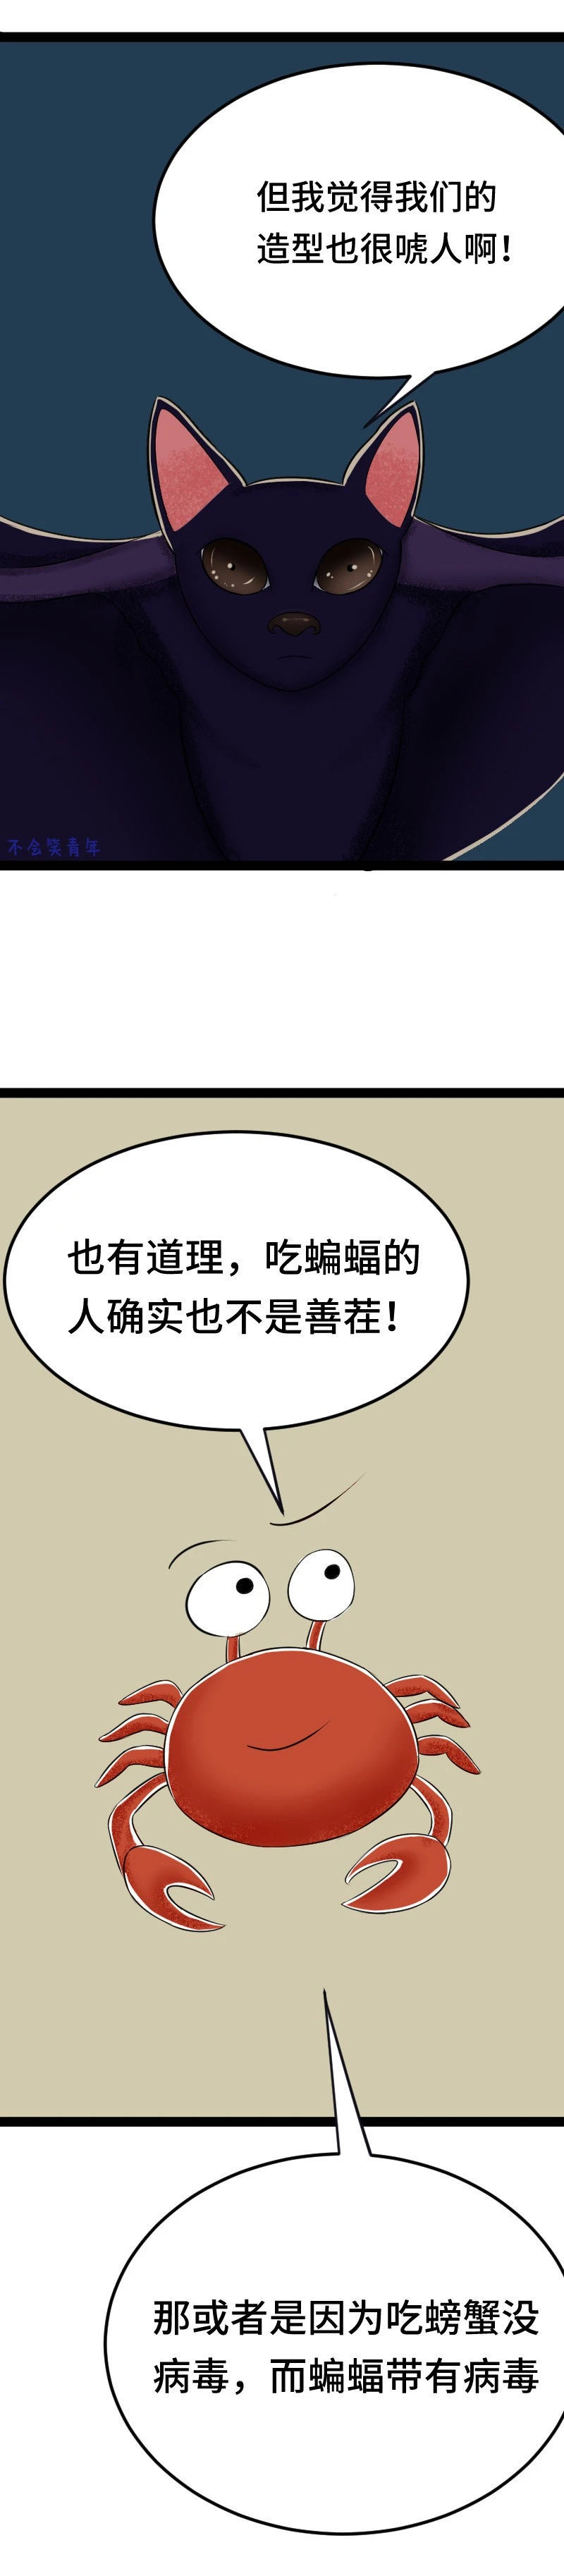 但我觉得我们的
造型也很唬人啊！
不会笑青年
也有道理，吃蝙蝠的
人确实也不是善茬！
那或者是因为吃螃蟹没
病毒，而蝙蝠带有病毒